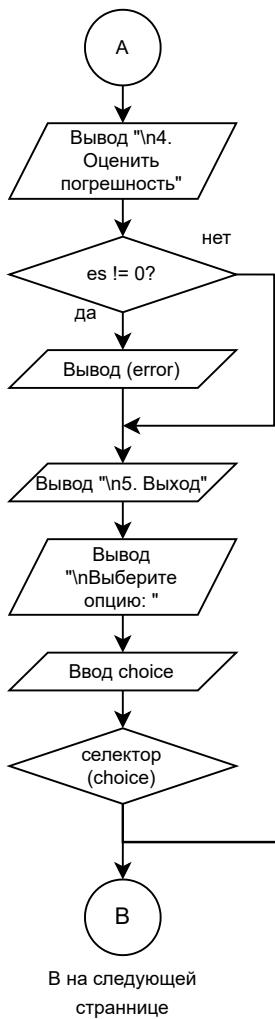 A
Вывод "\n4.
Оценить
погрешность"
нет
es != 0?
да
Вывод (error)
Вывод "\n5. Выход"
Вывод
"\nВыберите
опцию: "
Ввод choice
селектор
(choice)
B
В на следующей
страннице